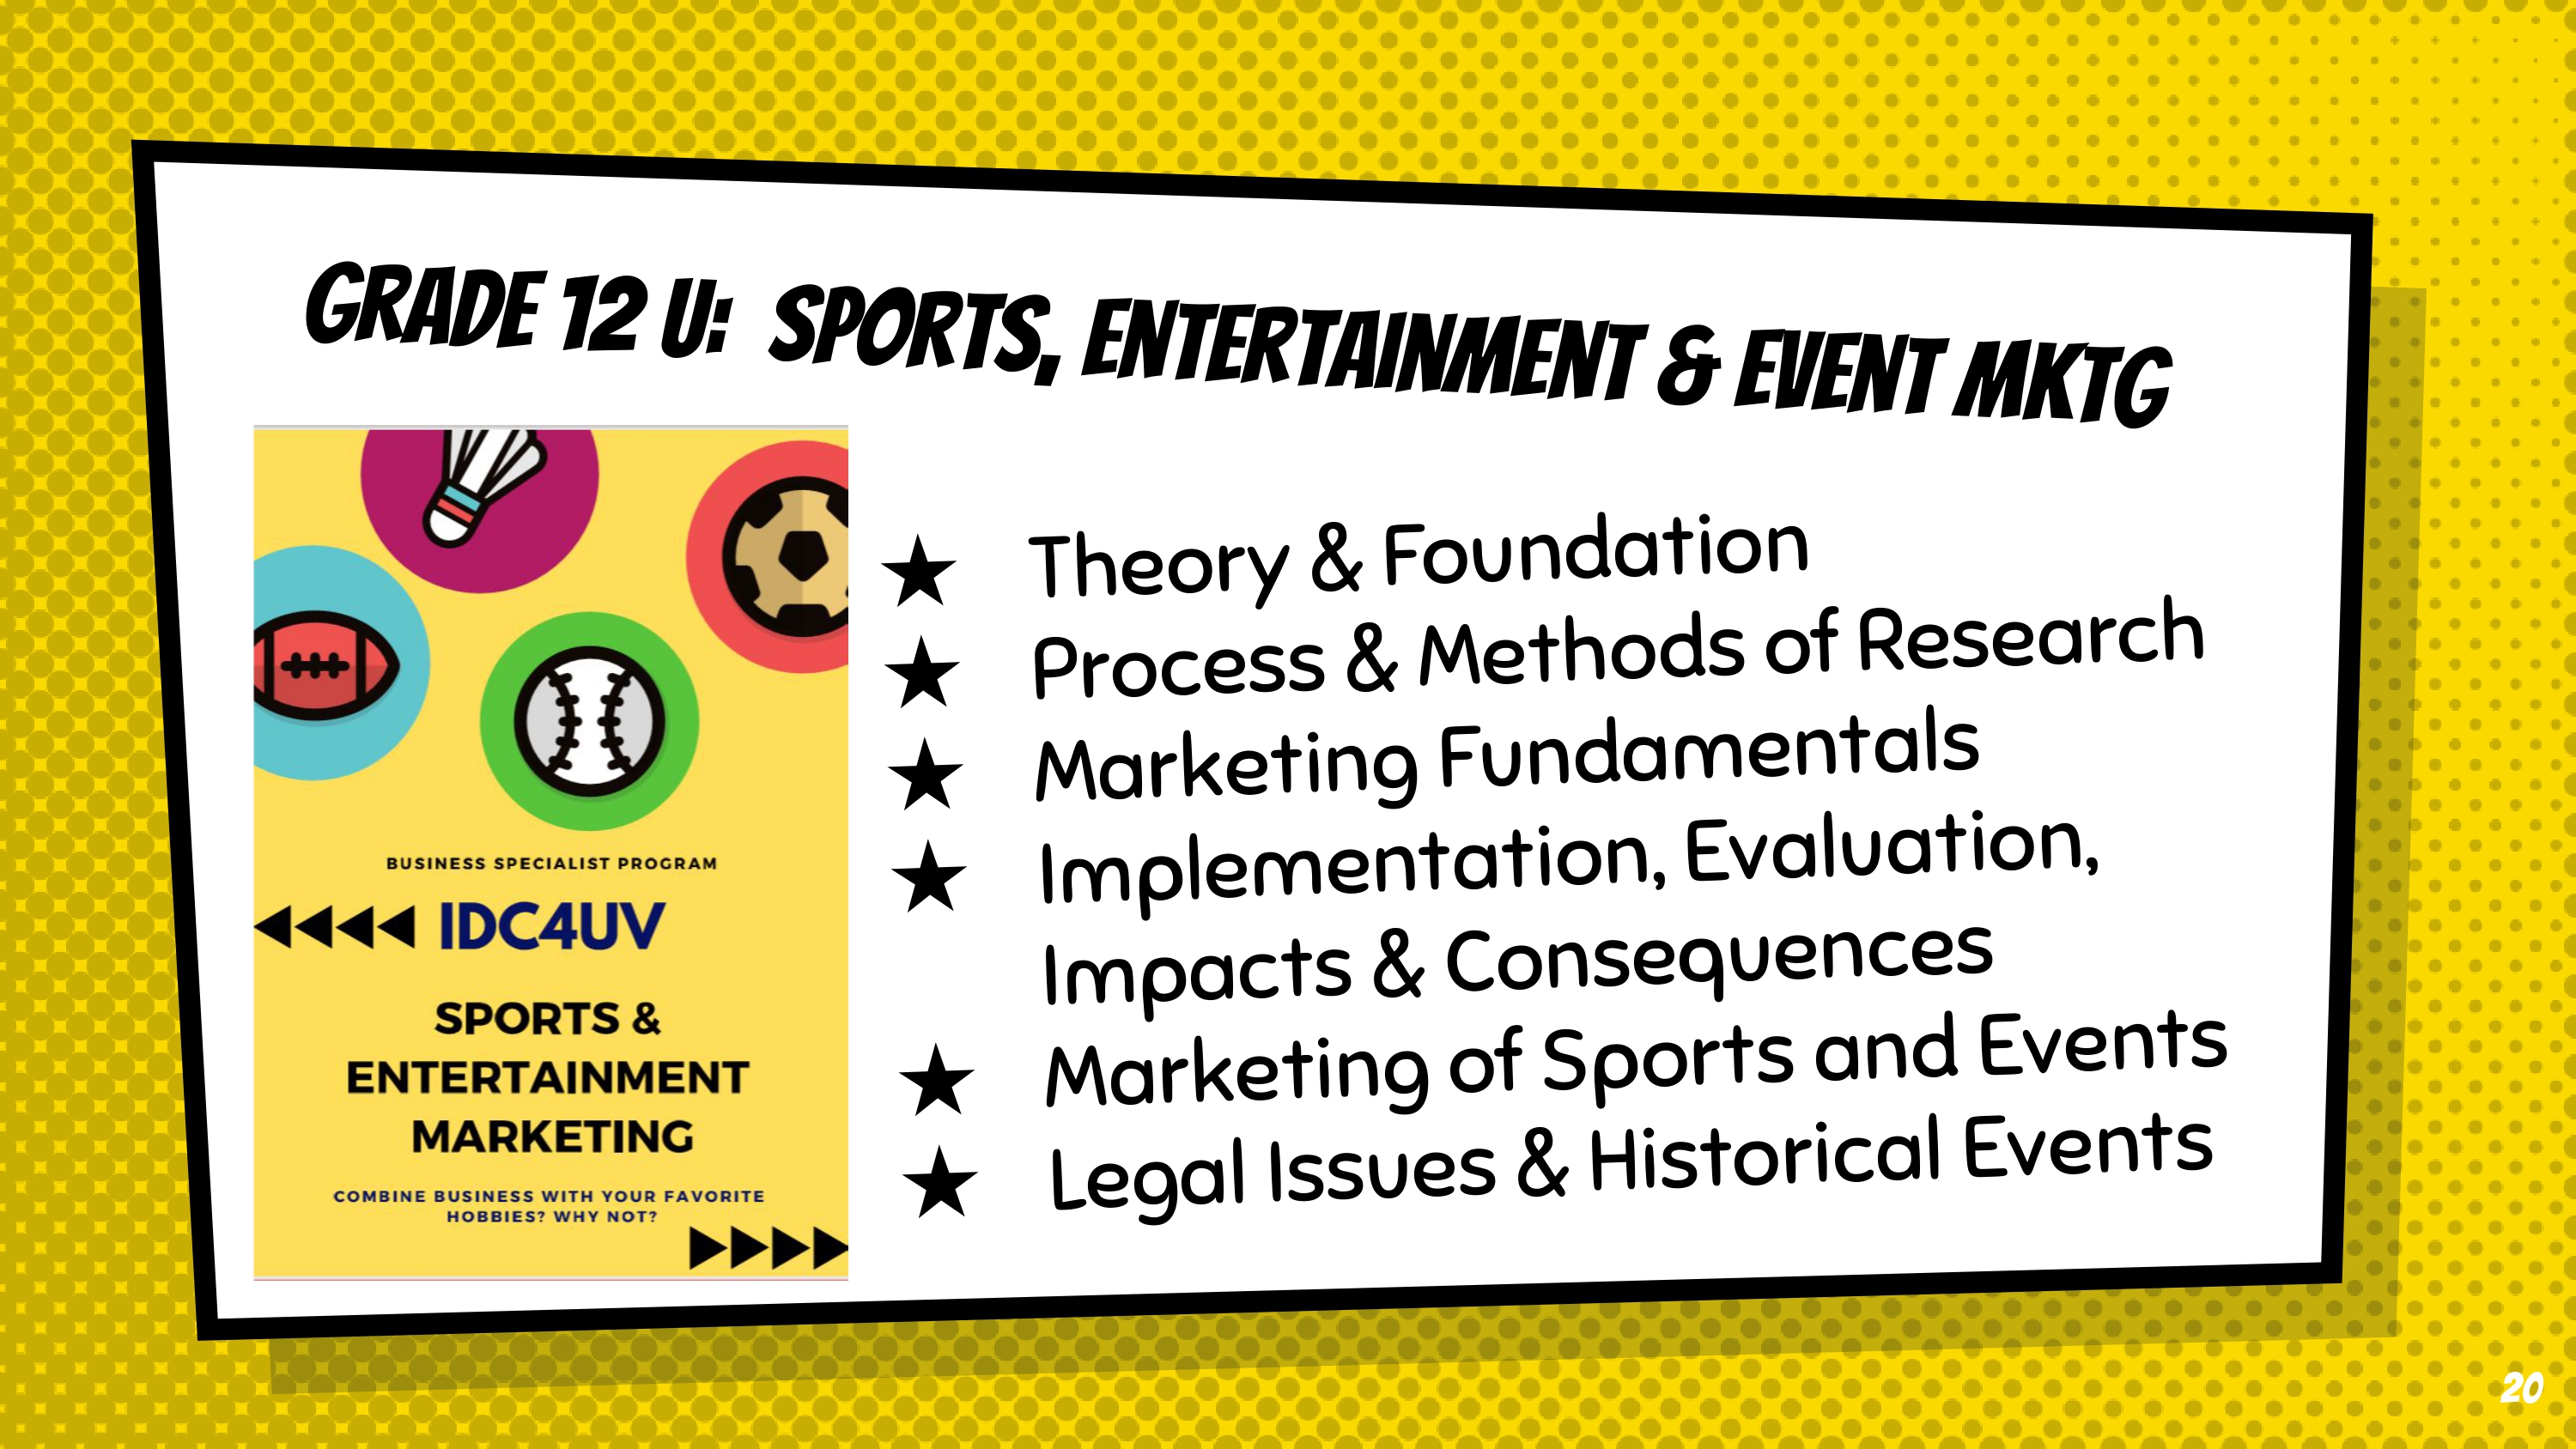 GRADE 12 U: SPORTS, ENTERTAINMENT & EVENT MKTG
BUSINESS SPECIALIST PROGRAM
IDC4UV
SPORTS &
ENTERTAINMENT
MARKETING
COMBINE BUSINESS WITH YOUR FAVORITE
HOBBIES? WHY NOT?
★ Theory & Foundation
★ Process & Methods of Research
★ Marketing Fundamentals
★ Implementation, Evaluation,
Impacts & Consequences
★ Marketing of Sports and Events
★ Legal Issues & Historical Events
20